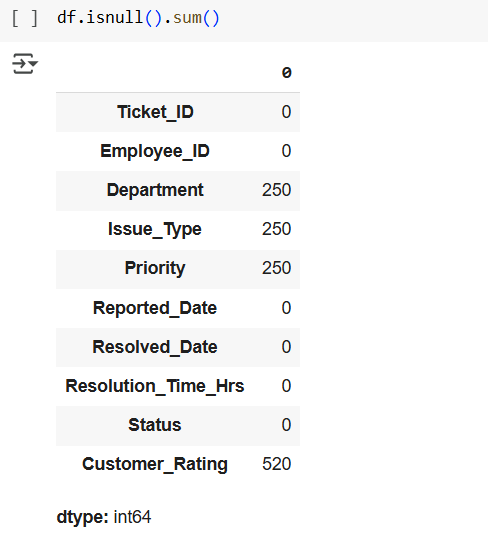 [ ] df.isnull().sum()
0
Ticket_ID 0
Employee_ID 0
Department 250
Issue_Type 250
Priority 250
Reported_Date 0
Resolved_Date 0
Resolution_Time_Hrs 0
Status 0
Customer_Rating 520
dtype: int64